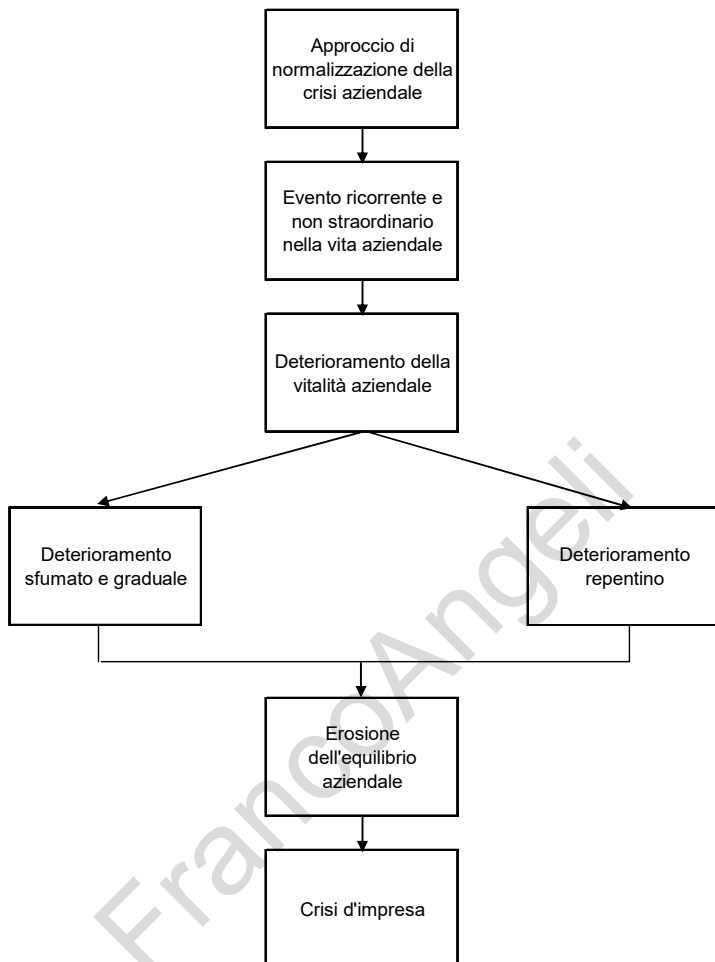 Approccio di
normalizzazione della
crisi aziendale
Evento ricorrente e
non straordinario
nella vita aziendale
Deterioramento della
vitalità aziendale
Deterioramento
sfumato e graduale
Deterioramento
repentino
Erosione
dell'equilibrio
aziendale
Crisi d'impresa
FrancoAngeli